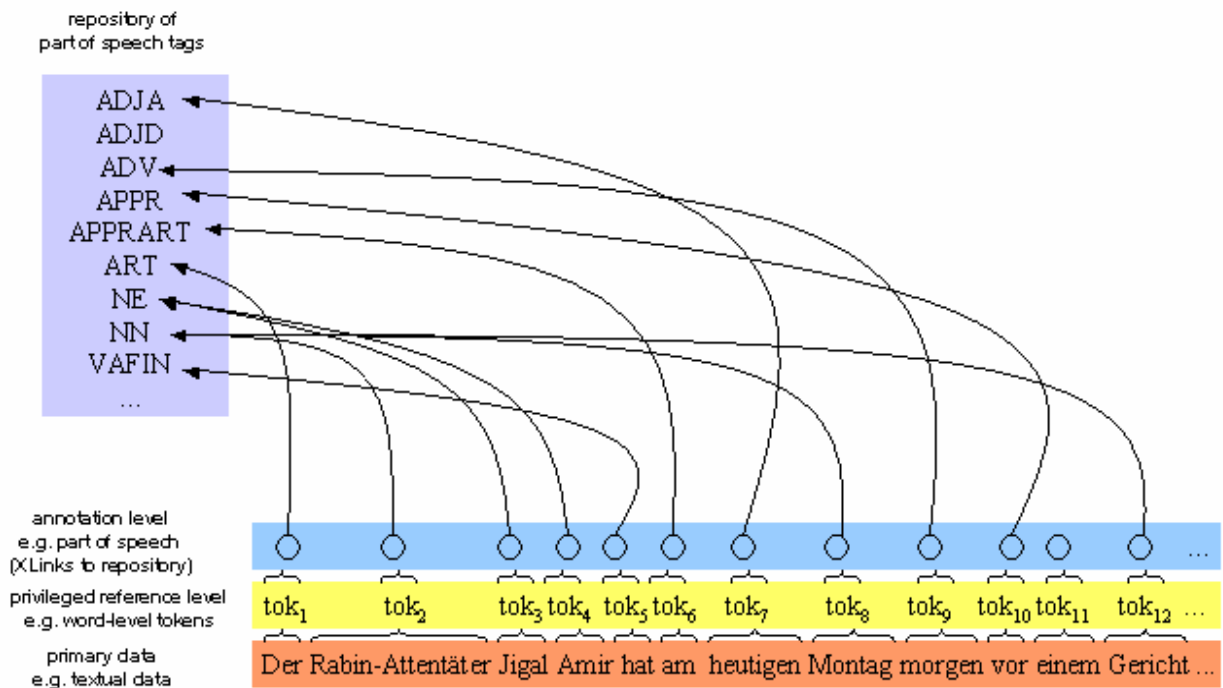 repository of
part of speech tags
ADJA
ADJD
ADV
APPR
APPRART
ART
NE
NN
VAFIN
...
annotation level
e.g. part of speech
(XLinks to repository)
...
privileged reference level
e.g. word-level tokens
tok1 tok2 tok3 tok4 tok5 tok6 tok7 tok8 tok9 tok10 tok11 tok12 ...
primary data
e.g. textual data
Der Rabin-Attentäter Jigal Amir hat am heutigen Montag morgen vor einem Gericht ...